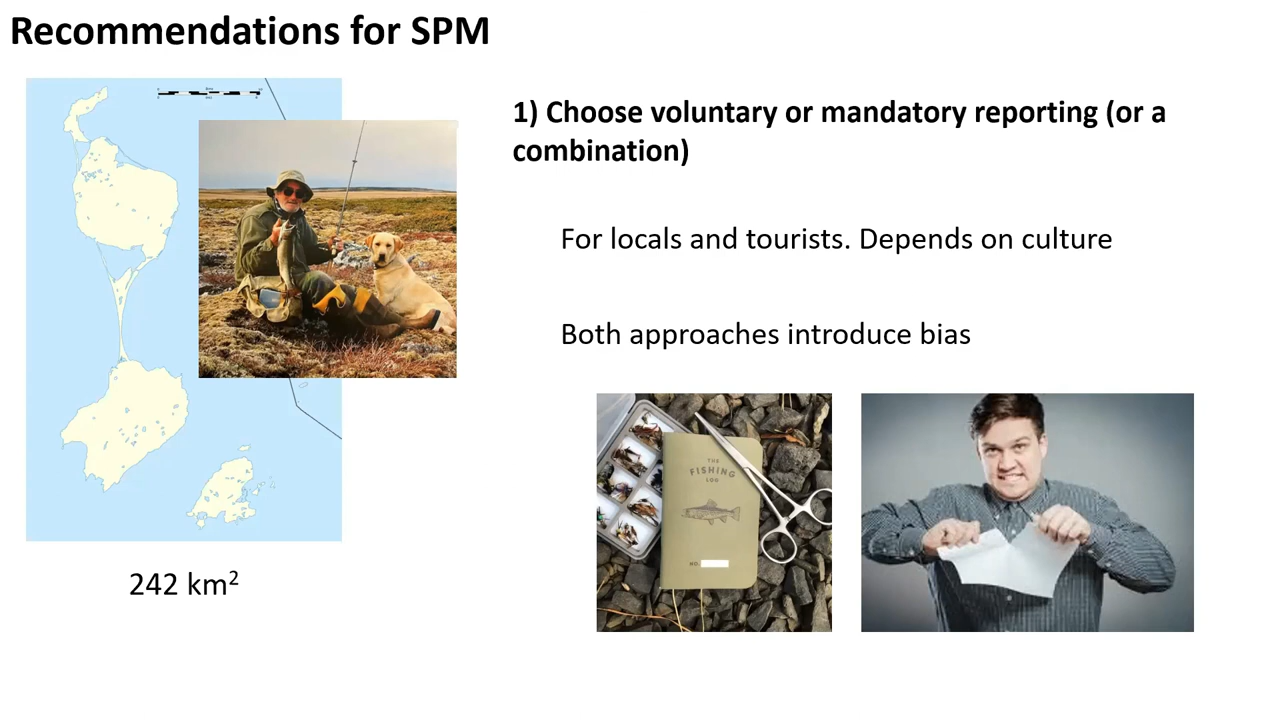 Recommendations for SPM
1) Choose voluntary or mandatory reporting (or a
combination)
For locals and tourists. Depends on culture
Both approaches introduce bias
THE
FISHING
LOG
NO.
242 km²